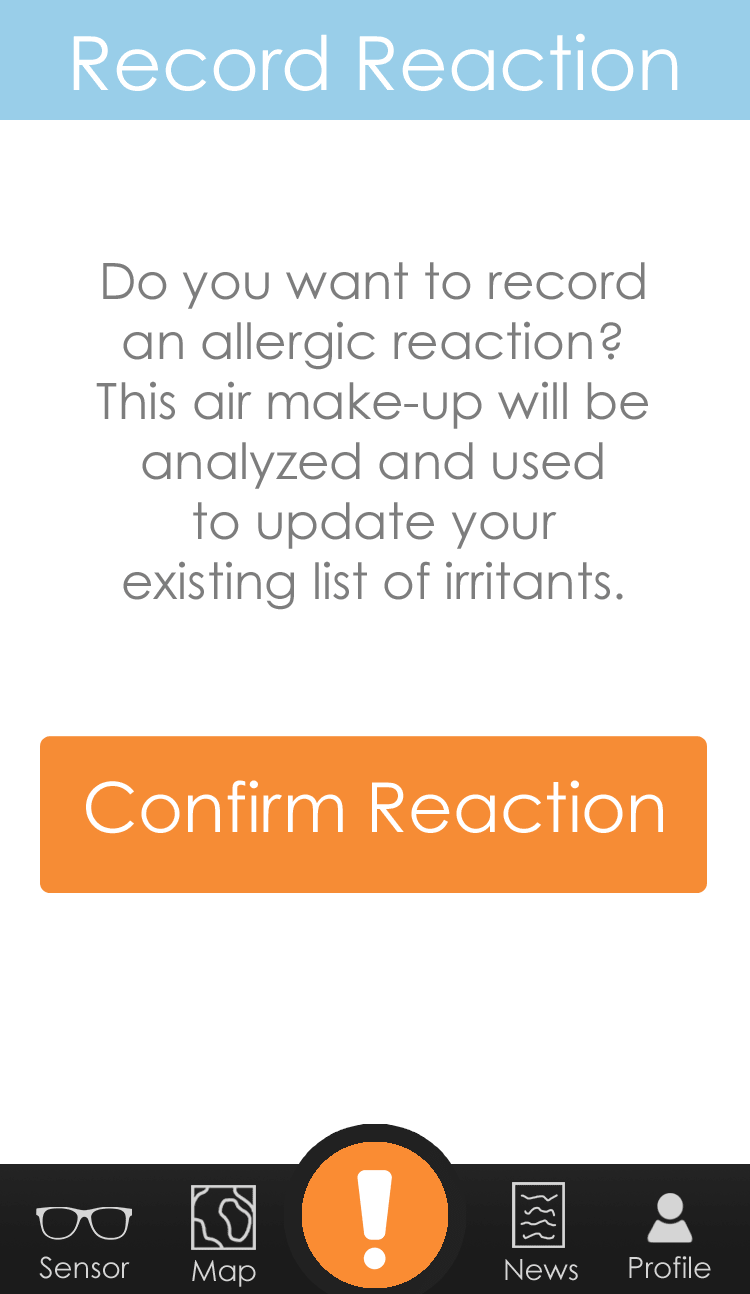 Record Reaction
Do you want to record
an allergic reaction?
This air make-up will be
analyzed and used
to update your
existing list of irritants.
Confirm Reaction
!
Sensor
Map
News
Profile